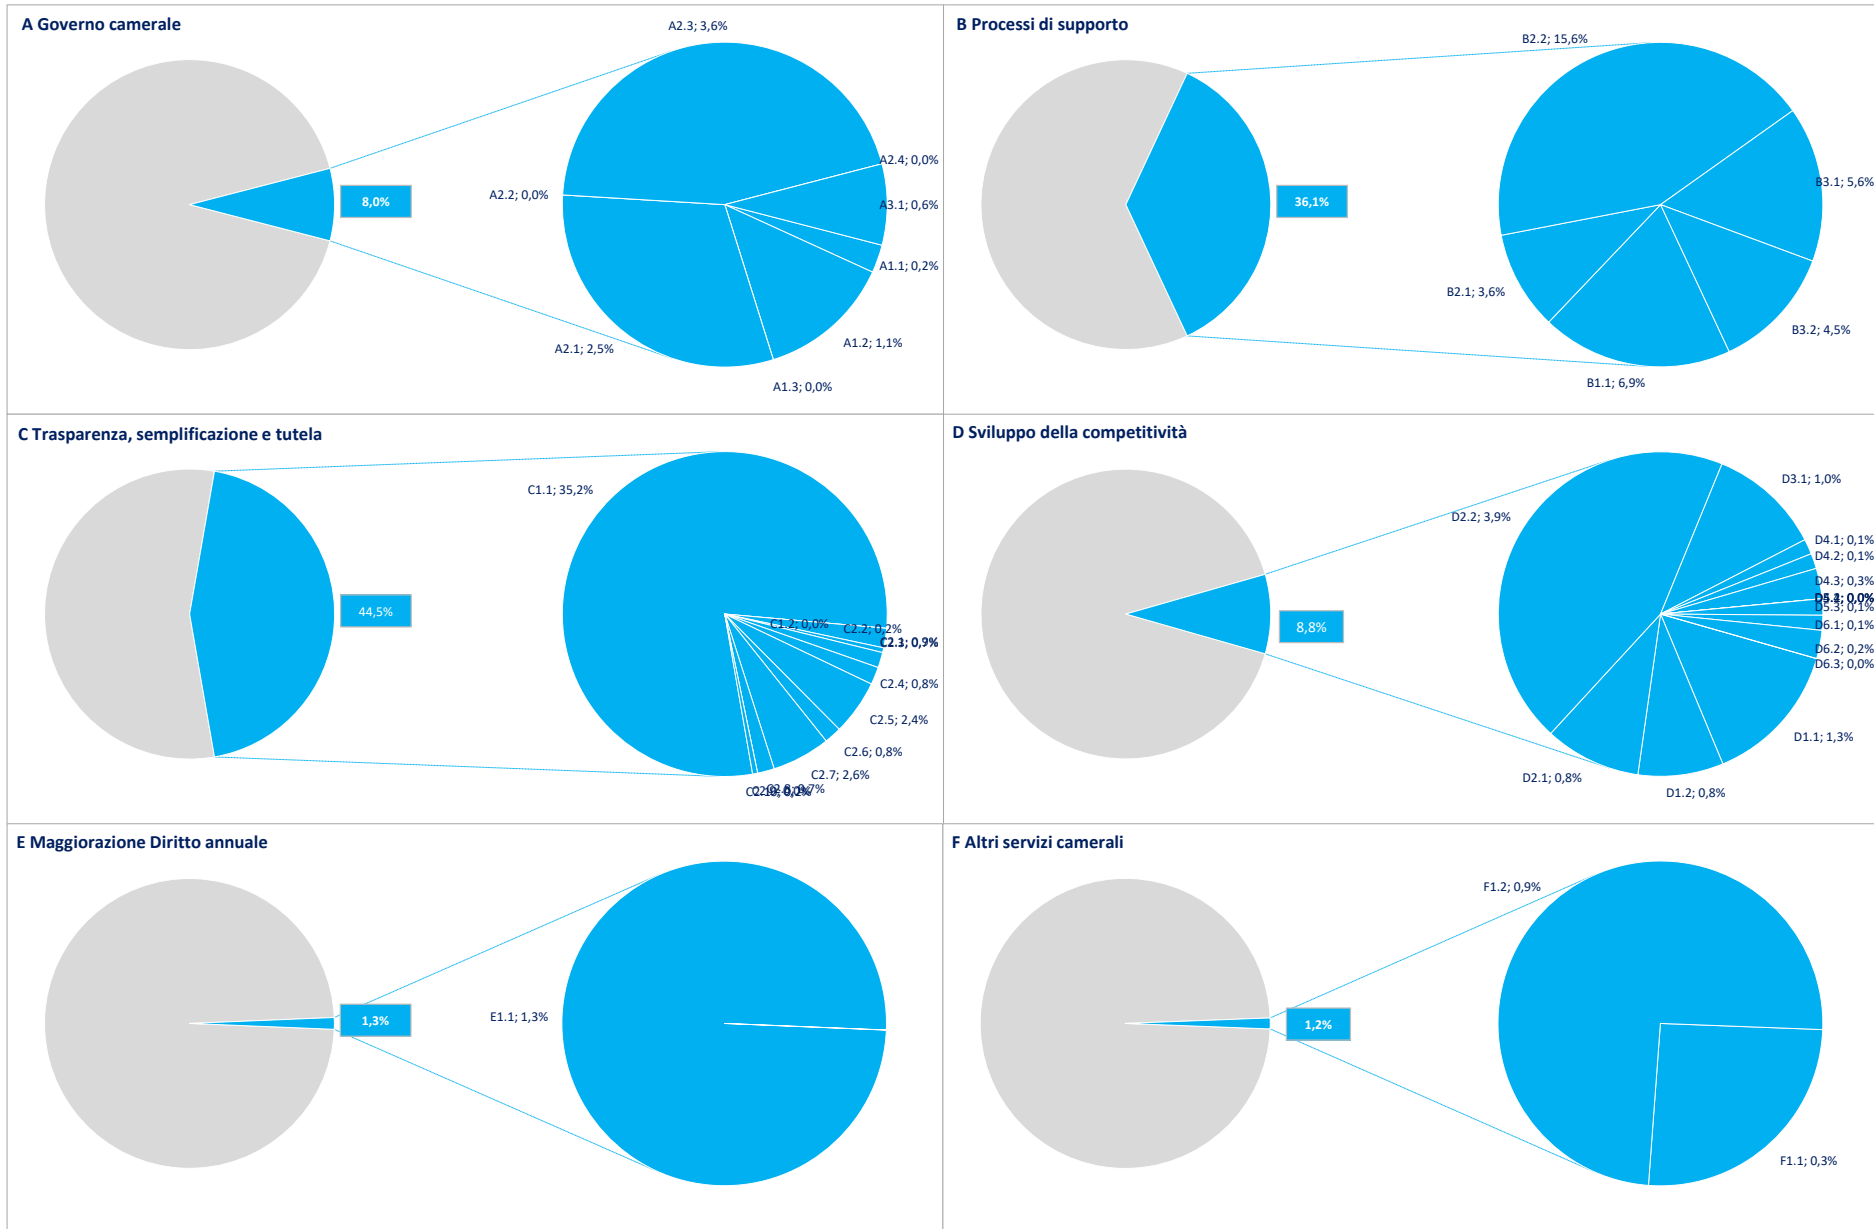 A Governo camerale
A2.3; 3,6%
A2.4; 0,0%
A2.2; 0,0%
8,0%
A3.1; 0,6%
A1.1; 0,2%
A1.2; 1,1%
A2.1; 2,5%
A1.3; 0,0%
B Processi di supporto
B2.2; 15,6%
B3.1; 5,6%
36,1%
B2.1; 3,6%
B3.2; 4,5%
B1.1; 6,9%
C Trasparenza, semplificazione e tutela
C1.1; 35,2%
44,5%
C1.2; 0,0%
C2.2; 0,2%
C2.4; 0,8%
C2.5; 2,4%
C2.6; 0,8%
C2.7; 2,6%
D Sviluppo della competitività
D3.1; 1,0%
D2.2; 3,9%
D4.1; 0,1%
D4.2; 0,1%
D4.3; 0,3%
D5.3; 0,1%
8,8%
D6.1; 0,1%
D6.2; 0,2%
D6.3; 0,0%
D1.1; 1,3%
D2.1; 0,8%
D1.2; 0,8%
E Maggiorazione Diritto annuale
E1.1; 1,3%
1,3%
F Altri servizi camerali
F1.2; 0,9%
1,2%
F1.1; 0,3%